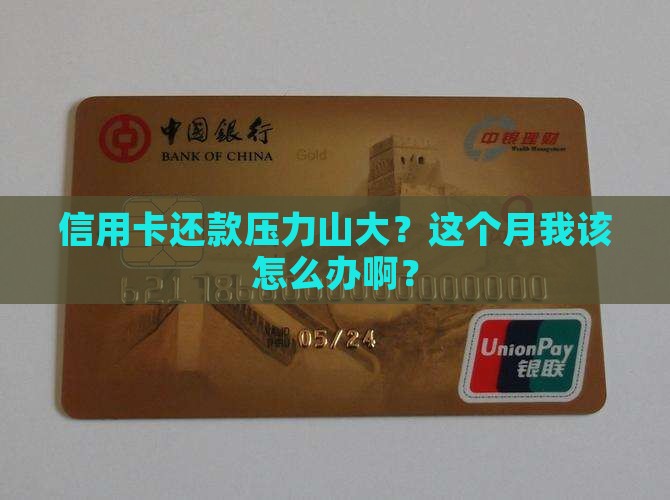 中国銀行
BANK OF CHINA
Gold
中银理财
Wealth Management
信用卡还款压力山大？这个月我该
怎么办啊？
05/24
UnionPay
银联